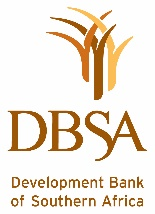 DBSA
Development Bank
of Southern Africa